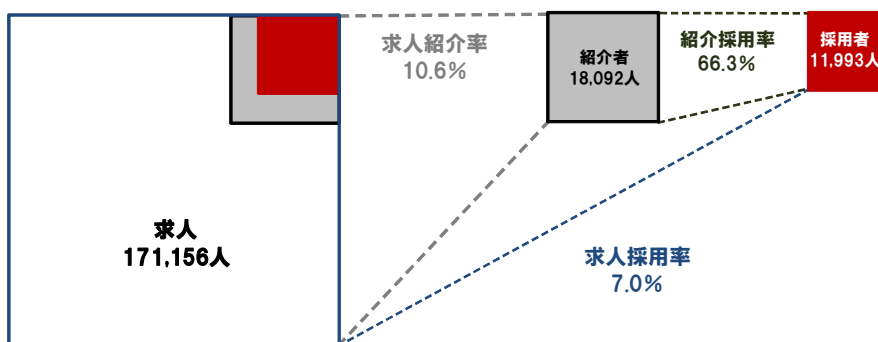 求人
171,156人
求人紹介率
10.6%
紹介者
18,092人
紹介採用率
66.3%
採用者
11,993人
求人採用率
7.0%